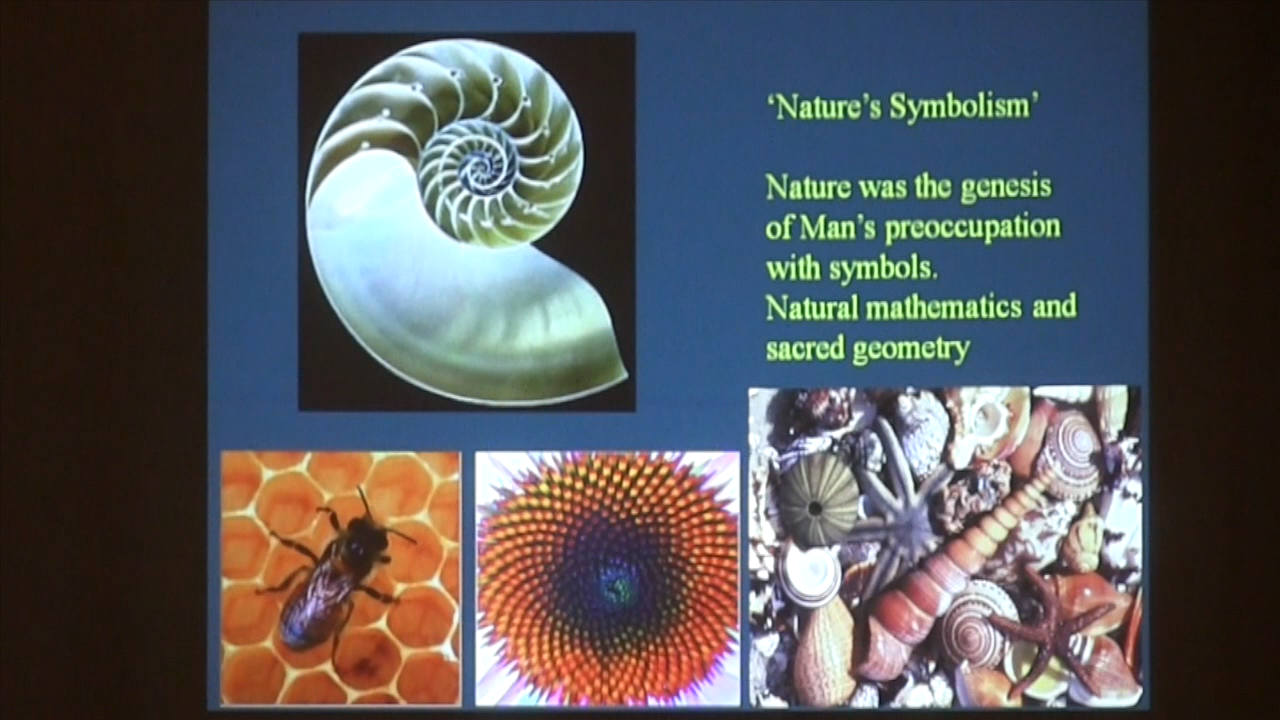 ‘Nature’s Symbolism’
Nature was the genesis
of Man’s preoccupation
with symbols.
Natural mathematics and
sacred geometry